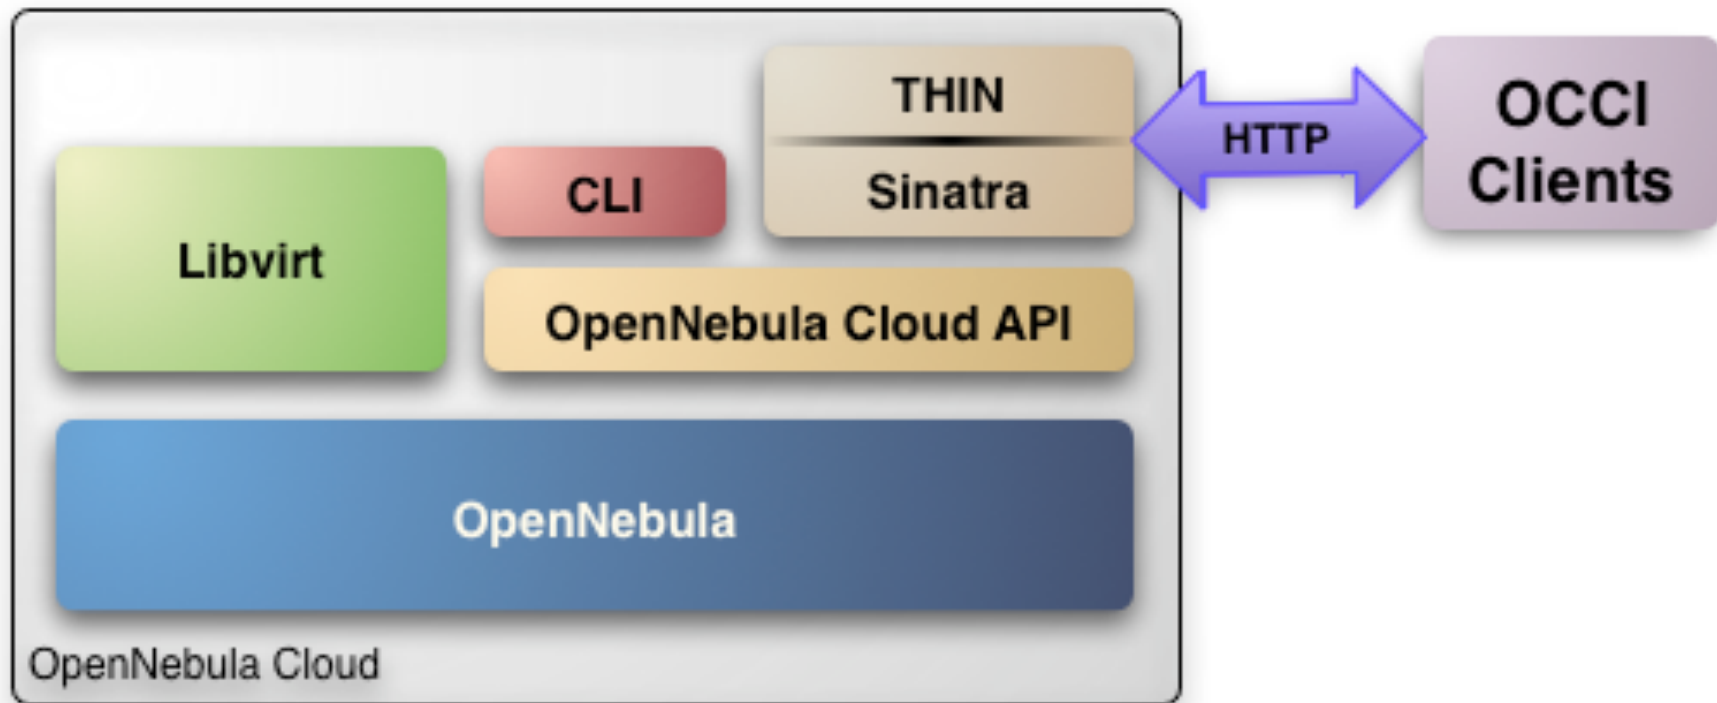 THIN
Sinatra
HTTP
OCCI
Clients
CLI
Libvirt
OpenNebula Cloud API
OpenNebula
OpenNebula Cloud